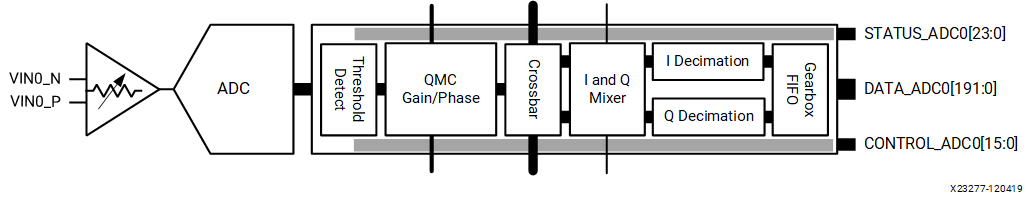 VIN0_N
VIN0_P
ADC
Threshold
Detect
QMC
Gain/Phase
Crossbar
I and Q
Mixer
I Decimation
Q Decimation
Gearbox
FIFO
STATUS_ADC0[23:0]
DATA_ADC0[191:0]
CONTROL_ADC0[15:0]
X23277-120419